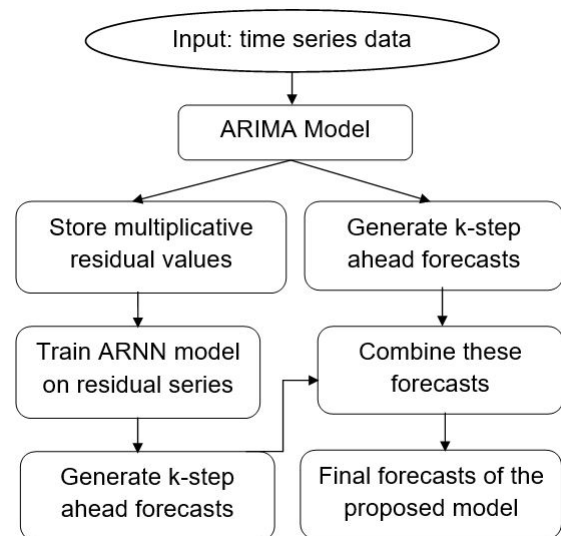 Input: time series data
ARIMA Model
Store multiplicative
residual values
Generate k-step
ahead forecasts
Train ARNN model
on residual series
Combine these
forecasts
Generate k-step
ahead forecasts
Final forecasts of the
proposed model